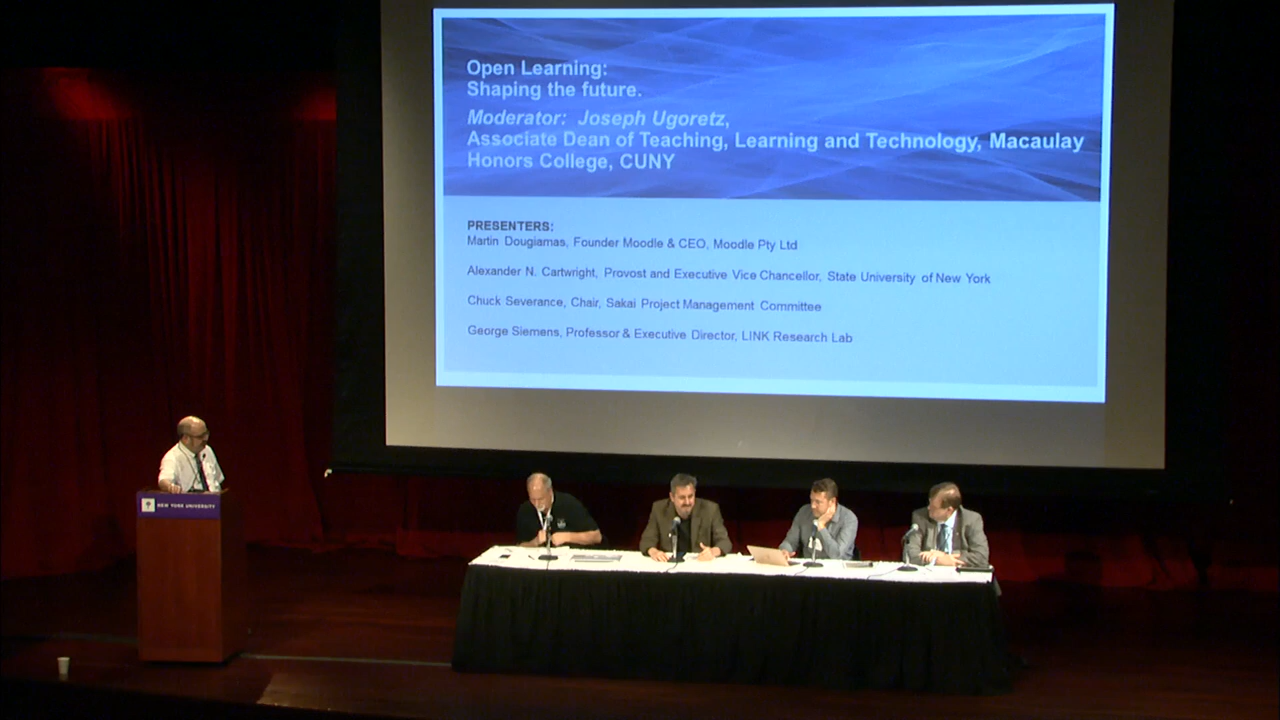 Open Learning:
Shaping the future.
Moderator: Joseph Ugoretz,
Associate Dean of Teaching, Learning and Technology, Macaulay
Honors College, CUNY
PRESENTERS:
Martin Dougiamas, Founder Moodle & CEO, Moodle Pty Ltd
Alexander N. Cartwright, Provost and Executive Vice Chancellor, State University of New York
Chuck Severance, Chair, Sakai Project Management Committee
George Siemens, Professor & Executive Director, LINK Research Lab
NEW YORK UNIVERSITY